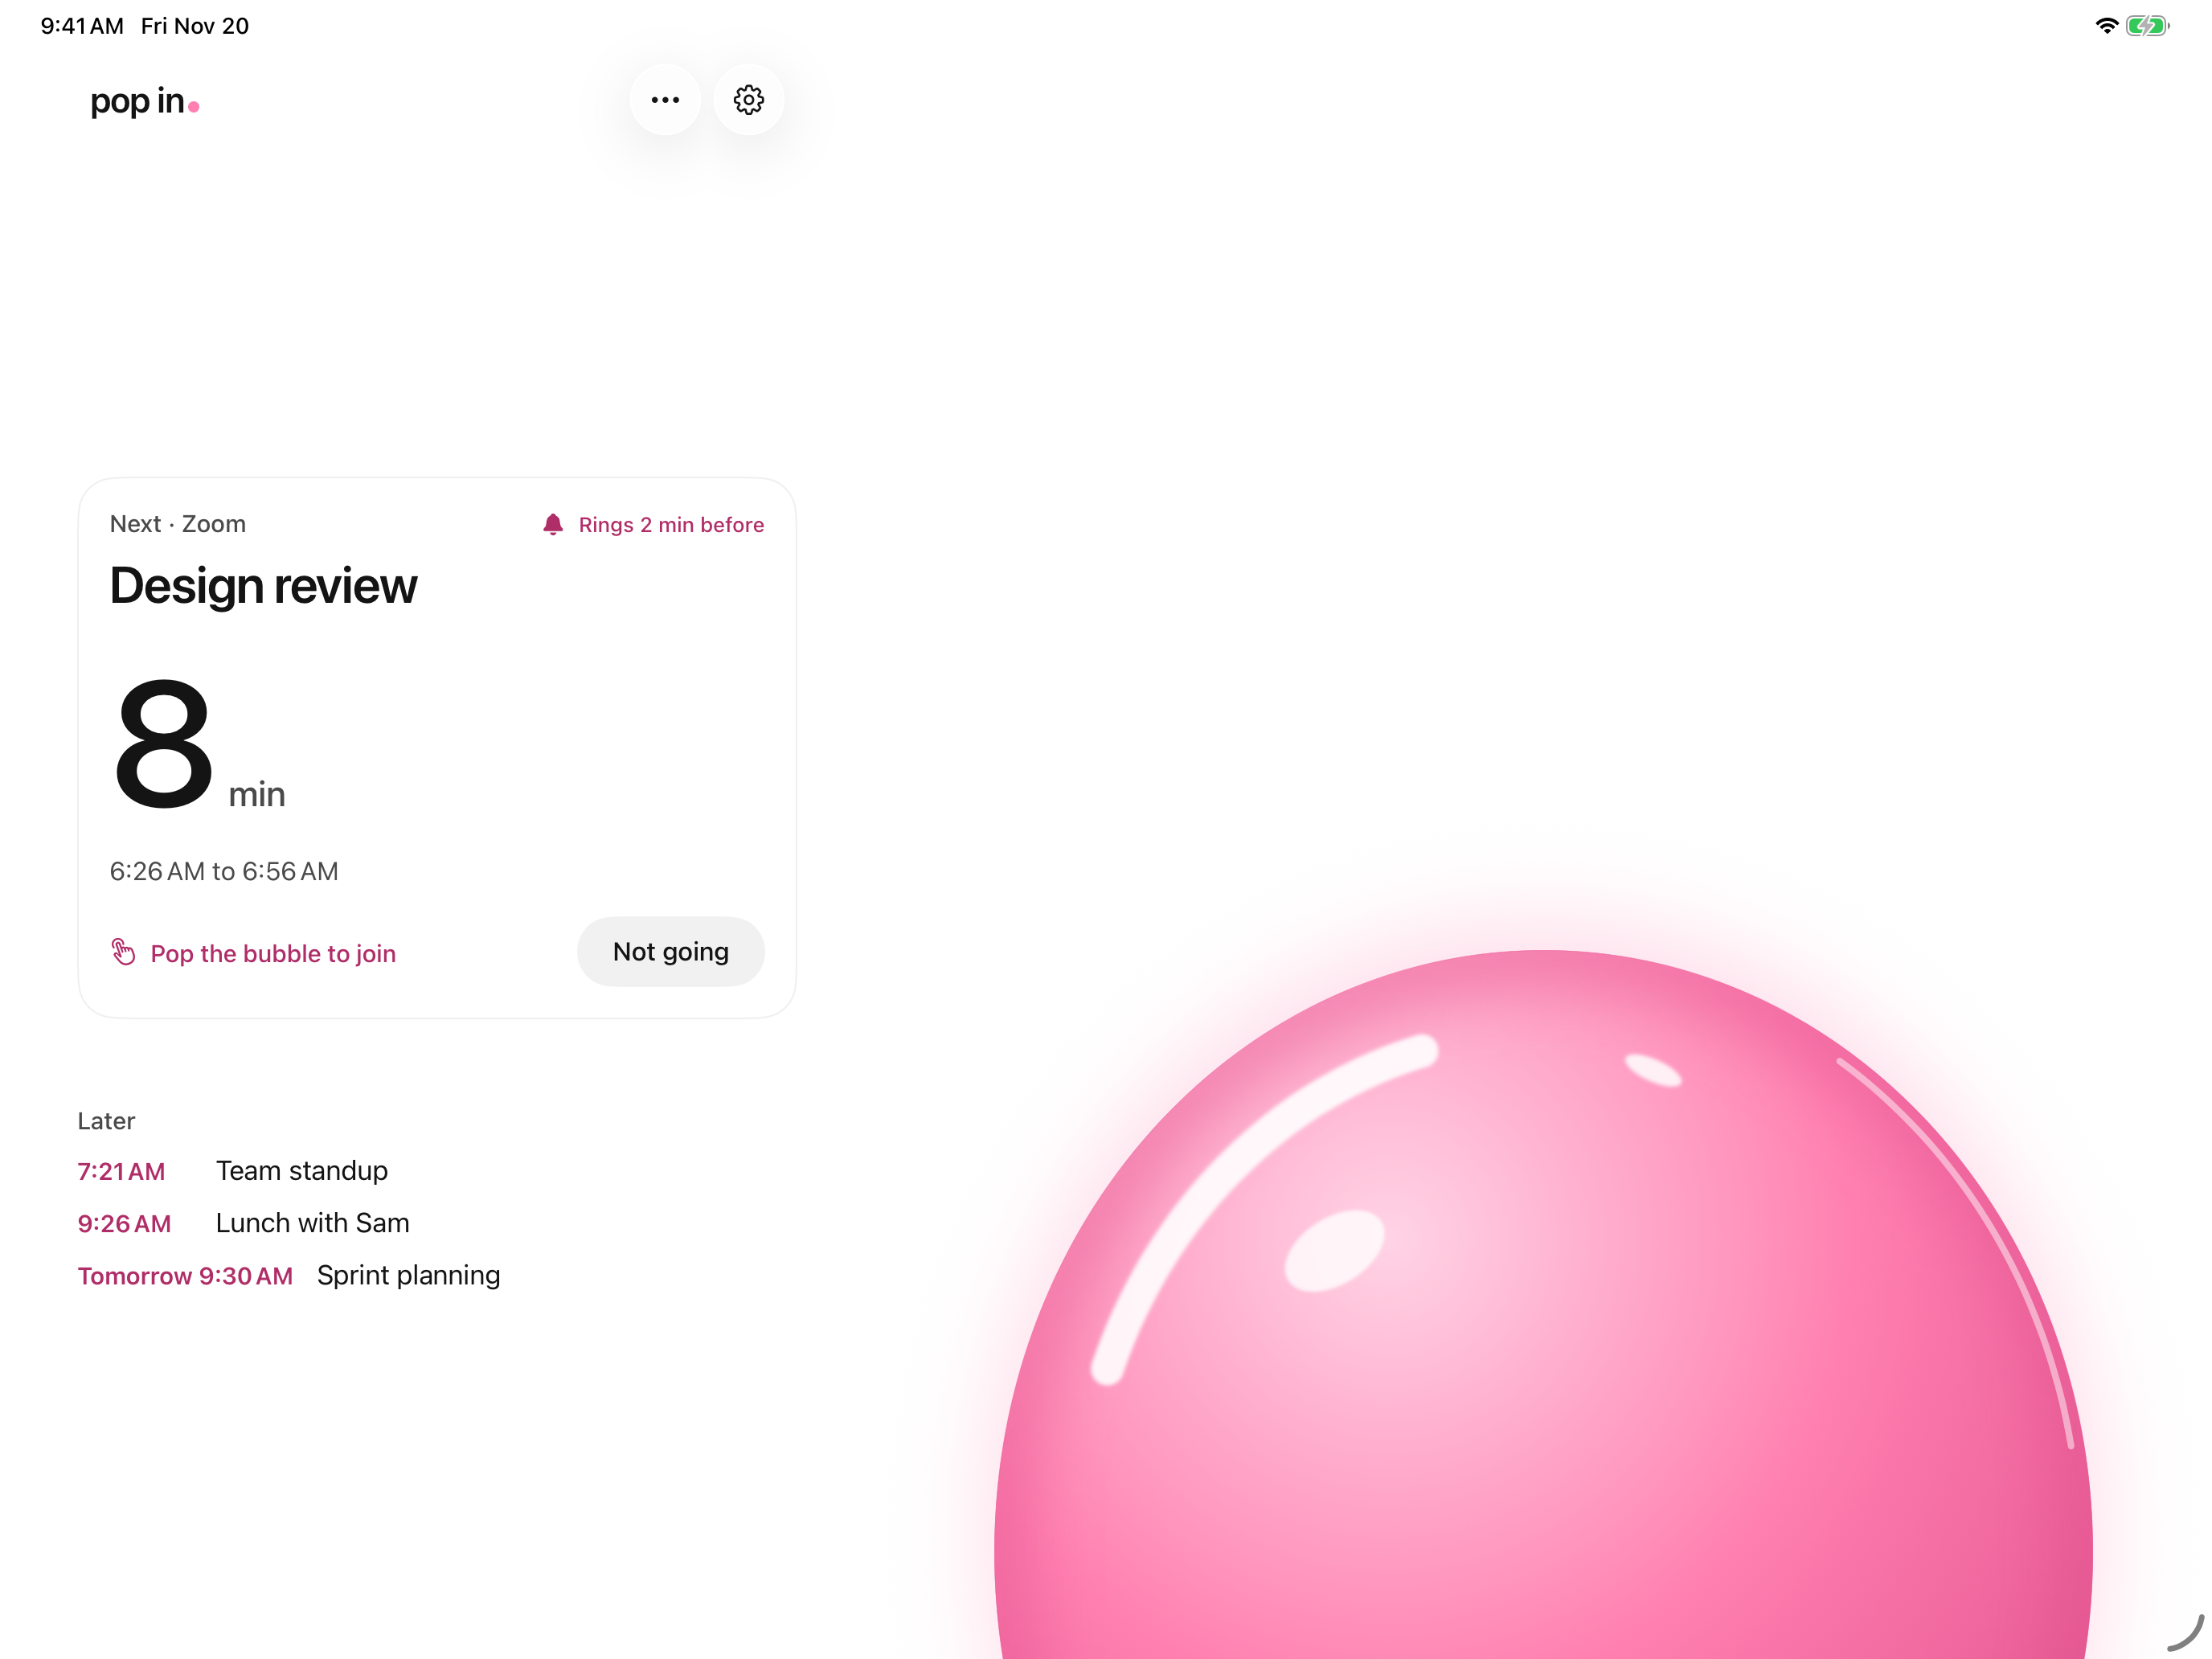 9:41 AM Fri Nov 20
pop in
Next · Zoom
Rings 2 min before
Design review
8 min
6:26 AM to 6:56 AM
Pop the bubble to join
Not going
Later
7:21 AM Team standup
9:26 AM Lunch with Sam
Tomorrow 9:30 AM Sprint planning